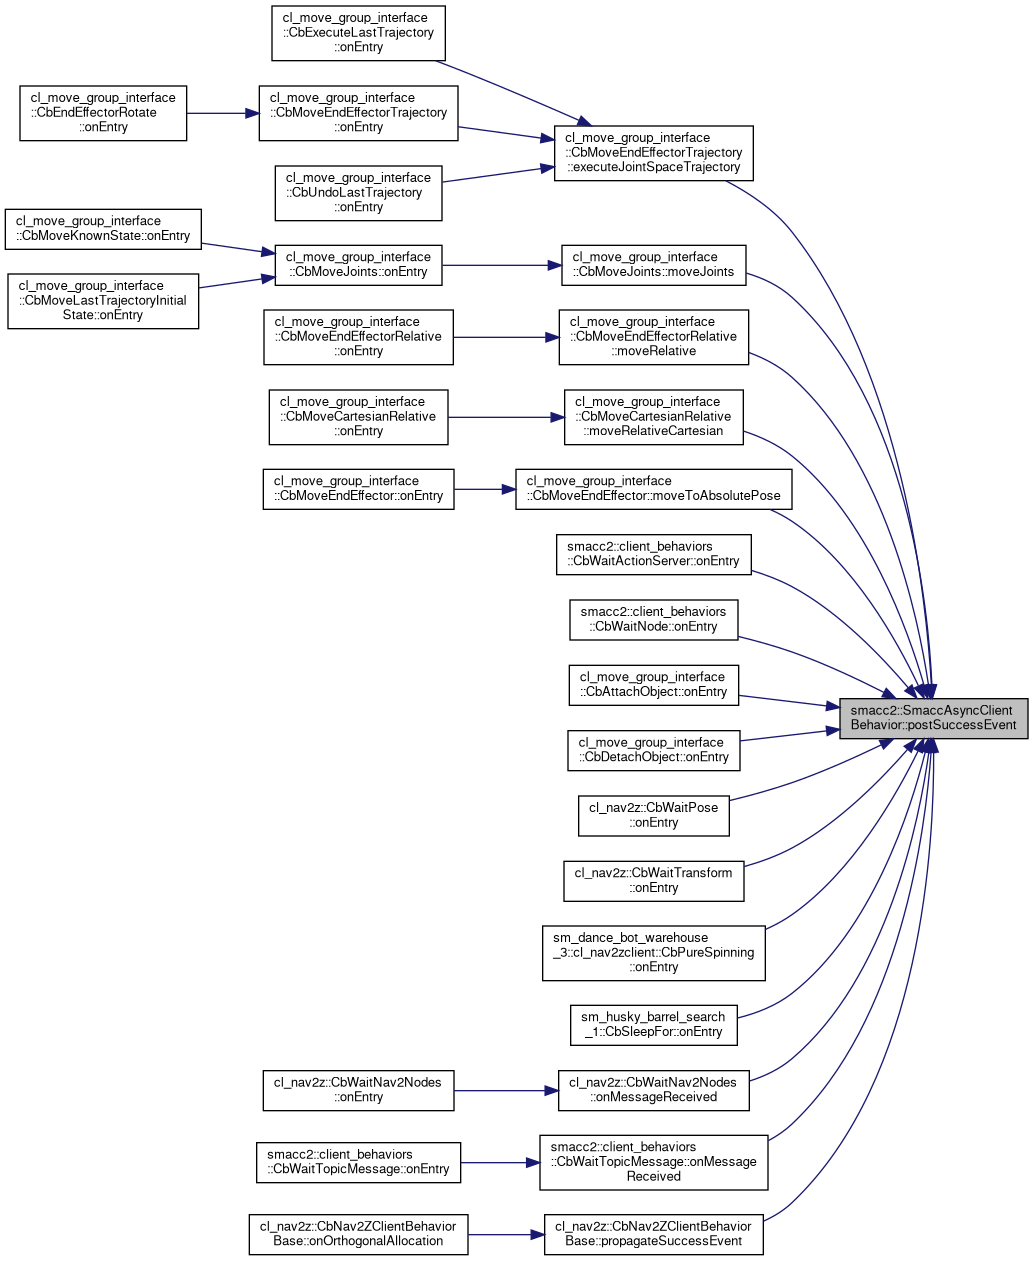 cl_move_group_interface
::CbExecuteLastTrajectory
::onEntry
cl_move_group_interface
::CbEndEffectorRotate
::onEntry
cl_move_group_interface
::CbMoveEndEffectorTrajectory
::onEntry
cl_move_group_interface
::CbMoveEndEffectorTrajectory
::executeJointSpaceTrajectory
cl_move_group_interface
::CbUndoLastTrajectory
::onEntry
cl_move_group_interface
::CbMoveKnownState::onEntry
cl_move_group_interface
::CbMoveJoints::onEntry
cl_move_group_interface
::CbMoveJoints::moveJoints
cl_move_group_interface
::CbMoveLastTrajectoryInitial
State::onEntry
cl_move_group_interface
::CbMoveEndEffectorRelative
::onEntry
cl_move_group_interface
::CbMoveEndEffectorRelative
::moveRelative
cl_move_group_interface
::CbMoveCartesianRelative
::onEntry
cl_move_group_interface
::CbMoveCartesianRelative
::moveRelativeCartesian
cl_move_group_interface
::CbMoveEndEffector::onEntry
cl_move_group_interface
::CbMoveEndEffector::moveToAbsolutePose
smacc2::client_behaviors
::CbWaitActionServer::onEntry
smacc2::client_behaviors
::CbWaitNode::onEntry
cl_move_group_interface
::CbAttachObject::onEntry
smacc2::SmaccAsyncClient
Behavior::postSuccessEvent
cl_move_group_interface
::CbDetachObject::onEntry
cl_nav2z::CbWaitPose
::onEntry
cl_nav2z::CbWaitTransform
::onEntry
sm_dance_bot_warehouse
_3::cl_nav2zclient::CbPureSpinning
::onEntry
sm_husky_barrel_search
_1::CbSleepFor::onEntry
cl_nav2z::CbWaitNav2Nodes
::onEntry
cl_nav2z::CbWaitNav2Nodes
::onMessageReceived
smacc2::client_behaviors
::CbWaitTopicMessage::onEntry
smacc2::client_behaviors
::CbWaitTopicMessage::onMessage
Received
cl_nav2z::CbNav2ZClientBehavior
Base::onOrthogonalAllocation
cl_nav2z::CbNav2ZClientBehavior
Base::propagateSuccessEvent